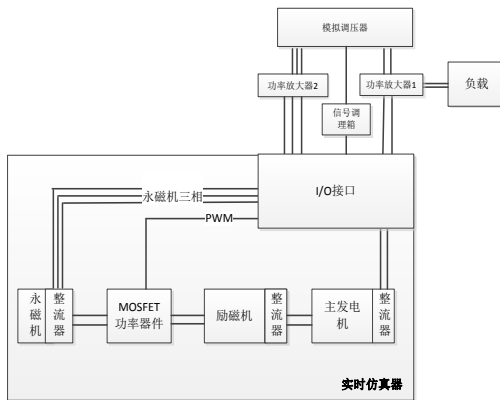 模拟调压器
功率放大器2
功率放大器1
负载
信号调
理箱
I/O接口
永磁机三相
PWM
永磁机
整流器
MOSFET
功率器件
励磁机
整流器
主发电
机
整流器
实时仿真器